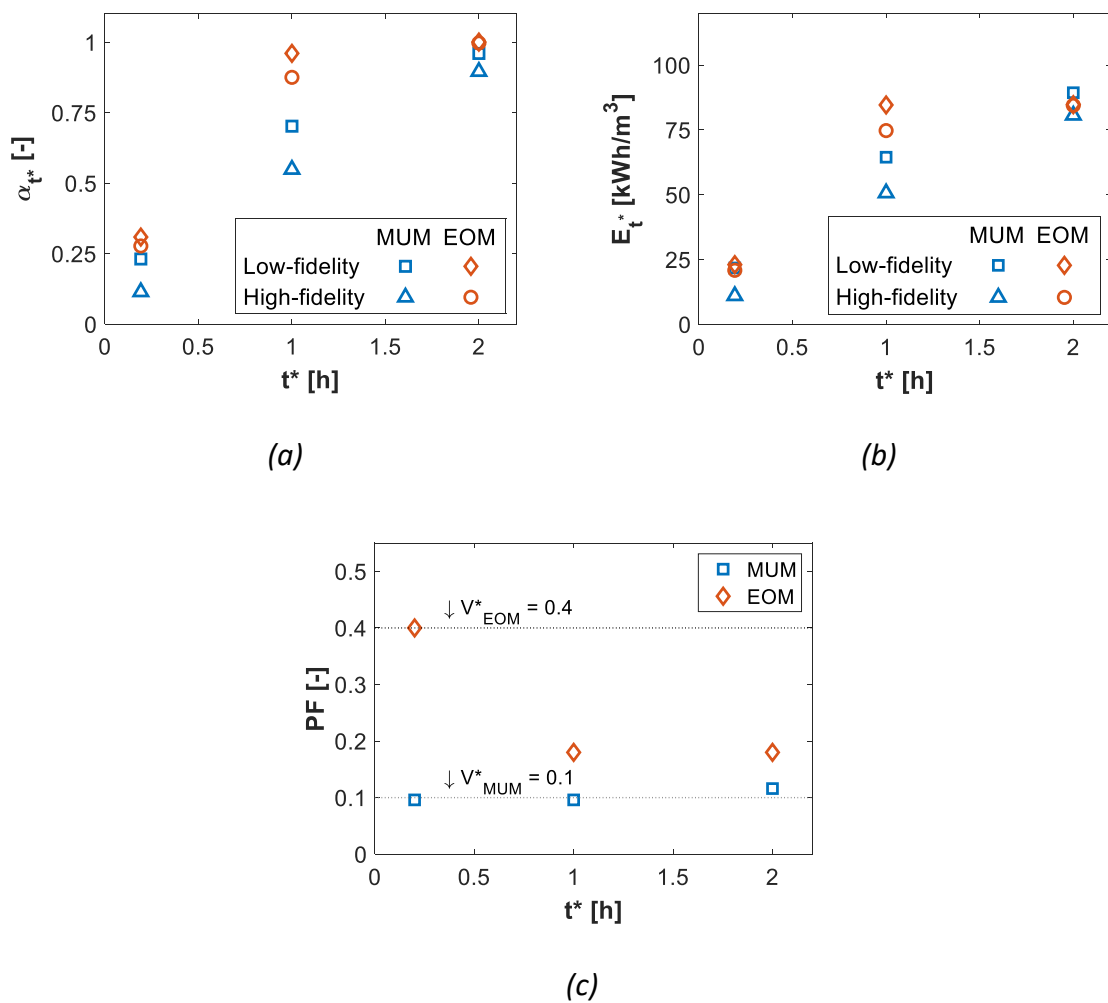 1
0.75
0.5
0.25
0
α_t* [-]
MUM EOM
Low-fidelity
High-fidelity
0 0.5 1 1.5 2
t* [h]
(a)
100
75
50
25
0
E_t* [kWh/m³]
MUM EOM
Low-fidelity
High-fidelity
0 0.5 1 1.5 2
t* [h]
(b)
0.5
0.4
0.3
0.2
0.1
0
PF [-]
MUM
EOM
↓ V*_EOM = 0.4
↓ V*_MUM = 0.1
0 0.5 1 1.5 2
t* [h]
(c)